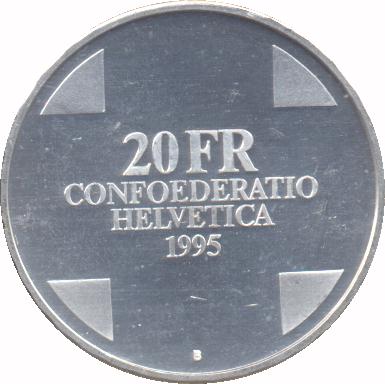 20 FR
CONFOEDERATIO
HELVETICA
1995
B